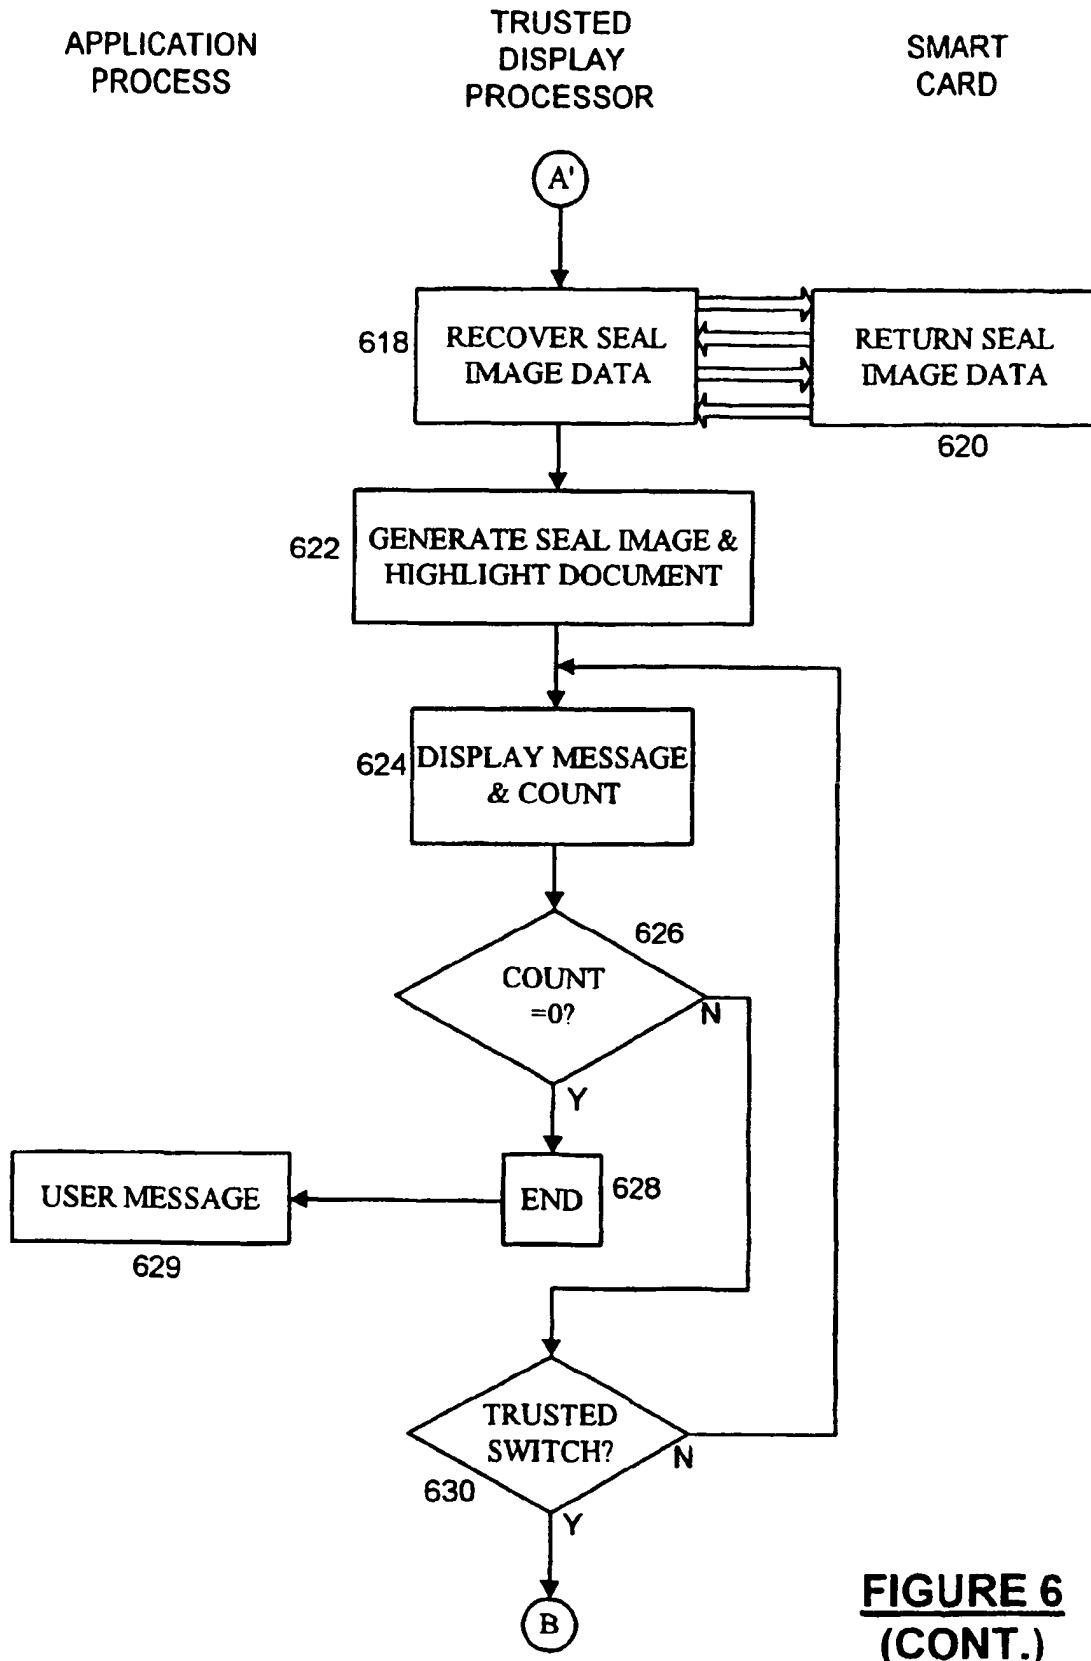 APPLICATION
PROCESS
TRUSTED
DISPLAY
PROCESSOR
SMART
CARD
A'
618
RECOVER SEAL
IMAGE DATA
RETURN SEAL
IMAGE DATA
620
622
GENERATE SEAL IMAGE &
HIGHLIGHT DOCUMENT
624
DISPLAY MESSAGE
& COUNT
626
COUNT
=0?
N
Y
USER MESSAGE
629
END
628
TRUSTED
SWITCH?
N
630
Y
B
FIGURE 6
(CONT.)